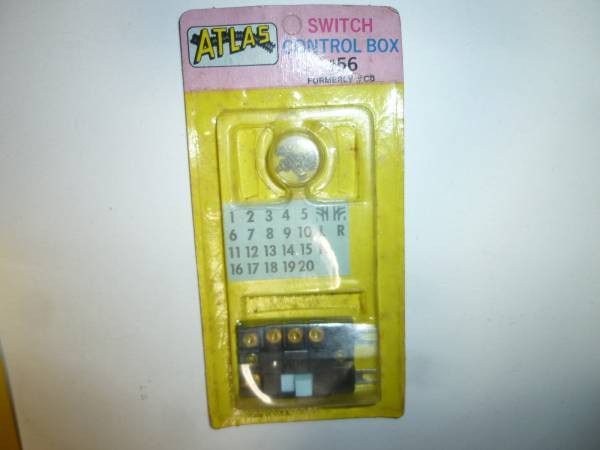 ATLAS
SWITCH
CONTROL BOX
#56
FORMERLY #CB
1 2 3 4 5
6 7 8 9 10 L R
11 12 13 14 15
16 17 18 19 20